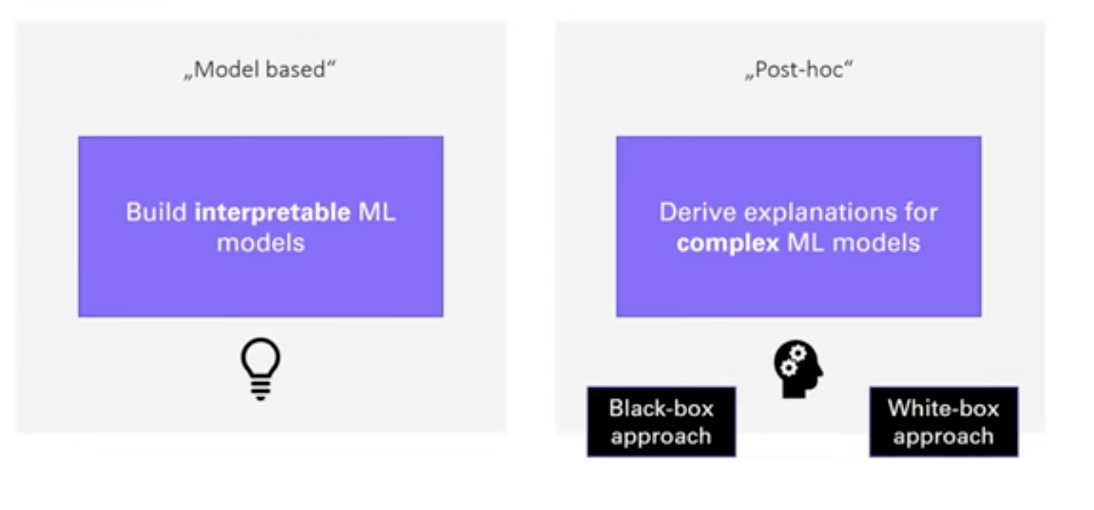 „Model based“
Build interpretable ML
models
„Post-hoc“
Derive explanations for
complex ML models
Black-box
approach
White-box
approach